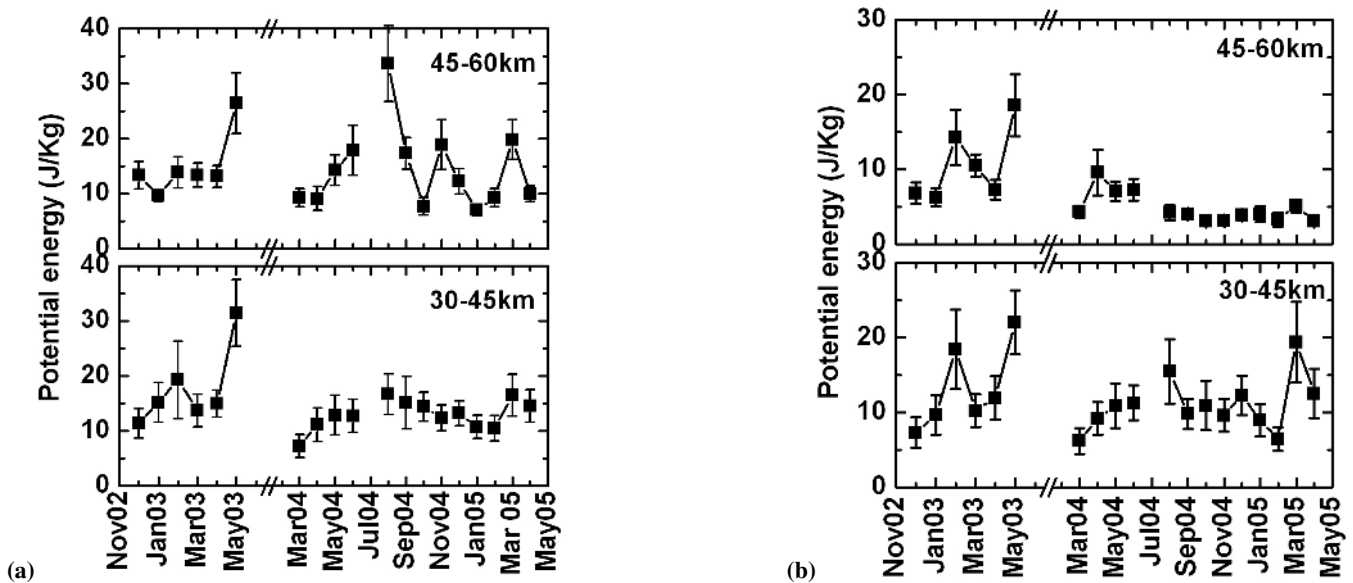 40
30
20
10
0
45-60km
40
30
20
10
0
30-45km
Potential energy (J/Kg)
Nov02
Jan03
Mar03
May03
Mar04
May04
Jul04
Sep04
Nov04
Jan05
Mar 05
May05
(a)
30
20
10
0
45-60km
30
20
10
0
30-45km
Potential energy (J/Kg)
Nov02
Jan03
Mar03
May03
Mar04
May04
Jul04
Sep04
Nov04
Jan05
Mar05
May05
(b)